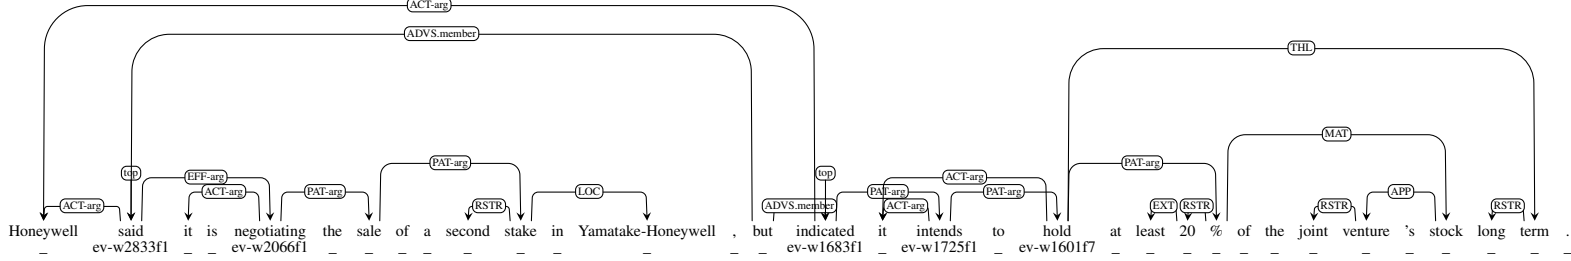 ACT-arg
ADVS.member
THL
MAT
PAT-arg PAT-arg
top EFF-arg top ACT-arg
ACT-arg PAT-arg LOC PAT-arg PAT-arg APP
ACT-arg RSTR ADVS.member ACT-arg EXT RSTR RSTR RSTR
Honeywell said it is negotiating the sale of a second stake in Yamatake-Honeywell , but indicated it intends to hold at least 20 % of the joint venture 's stock long term .
_ ev-w2833f1 _ _ ev-w2066f1 _ _ _ _ _ _ _ _ _ _ ev-w1683f1 _ ev-w1725f1 _ ev-w1601f7 _ _ _ _ _ _ _ _ _ _ _ _ _